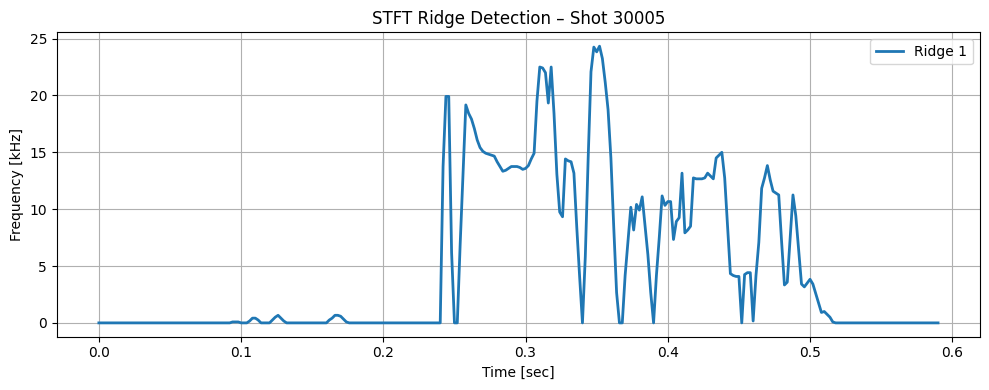 STFT Ridge Detection – Shot 30005
Ridge 1
Frequency [kHz]
25
20
15
10
5
0
0.0 0.1 0.2 0.3 0.4 0.5 0.6
Time [sec]